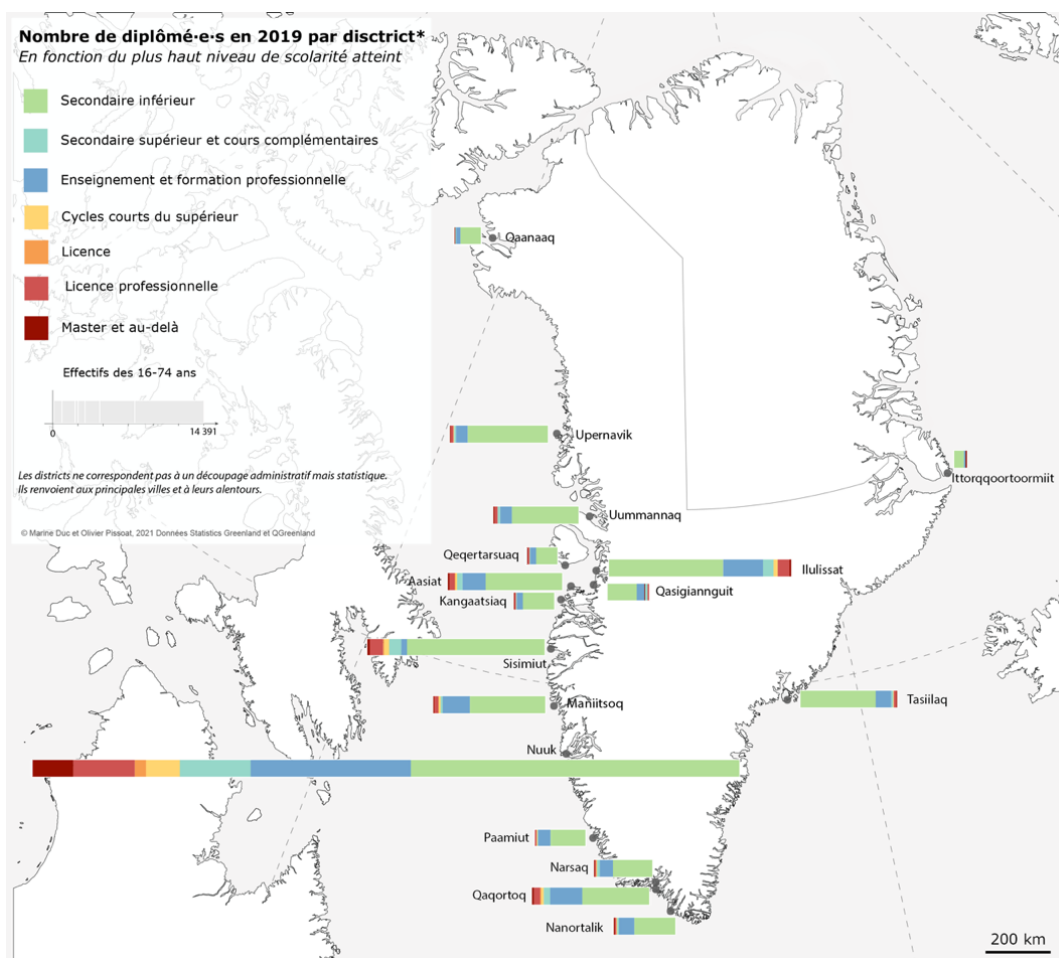 Nombre de diplômé·e·s en 2019 par disctrict*
En fonction du plus haut niveau de scolarité atteint
Secondaire inférieur
Secondaire supérieur et cours complémentaires
Enseignement et formation professionnelle
Cycles courts du supérieur
Licence
Licence professionnelle
Master et au-delà
Effectifs des 16-74 ans
0
14 391
Les districts ne correspondent pas à un découpage administratif mais statistique.
Ils renvoient aux principales villes et à leurs alentours.
© Marine Duc et Olivier Pissoat, 2021 Données Statistics Greenland et QGreenland
Qaanaaq
Upernavik
Ittorqqoortoormiit
Uummannaq
Qeqertarsuaq
Ilulissat
Aasiat
Qasigiannguit
Kangaatsiaq
Sisimiut
Mañiitsoq
Tasiilaq
Nuuk
Paamiut
Narsaq
Qaqortoq
Nanortalik
200 km